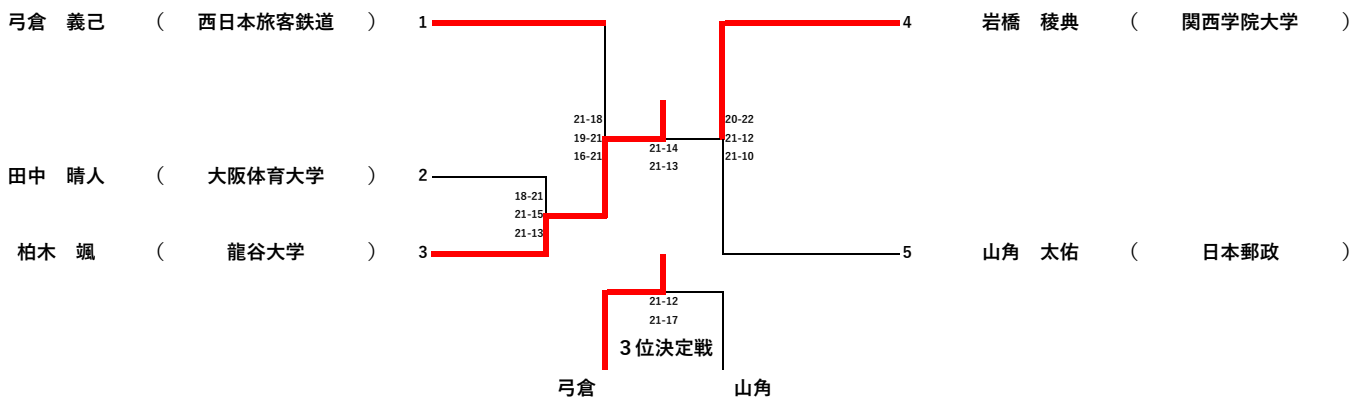 弓倉　義己　（　西日本旅客鉄道　）　1
4　岩橋　稜典　（　関西学院大学　）
21-18
19-21
16-21
20-22
21-12
21-10
21-14
21-13
田中　晴人　（　大阪体育大学　）　2
18-21
21-15
21-13
柏木　颯　（　龍谷大学　）　3
5　山角　太佑　（　日本郵政　）
21-12
21-17
３位決定戦
弓倉　山角